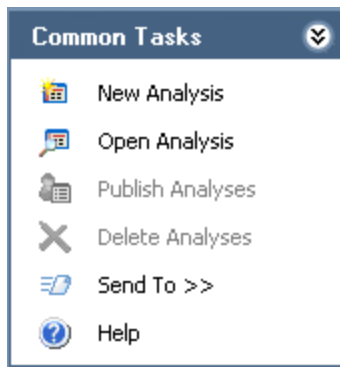 Common Tasks
New Analysis
Open Analysis
Publish Analyses
Delete Analyses
Send To >>
Help